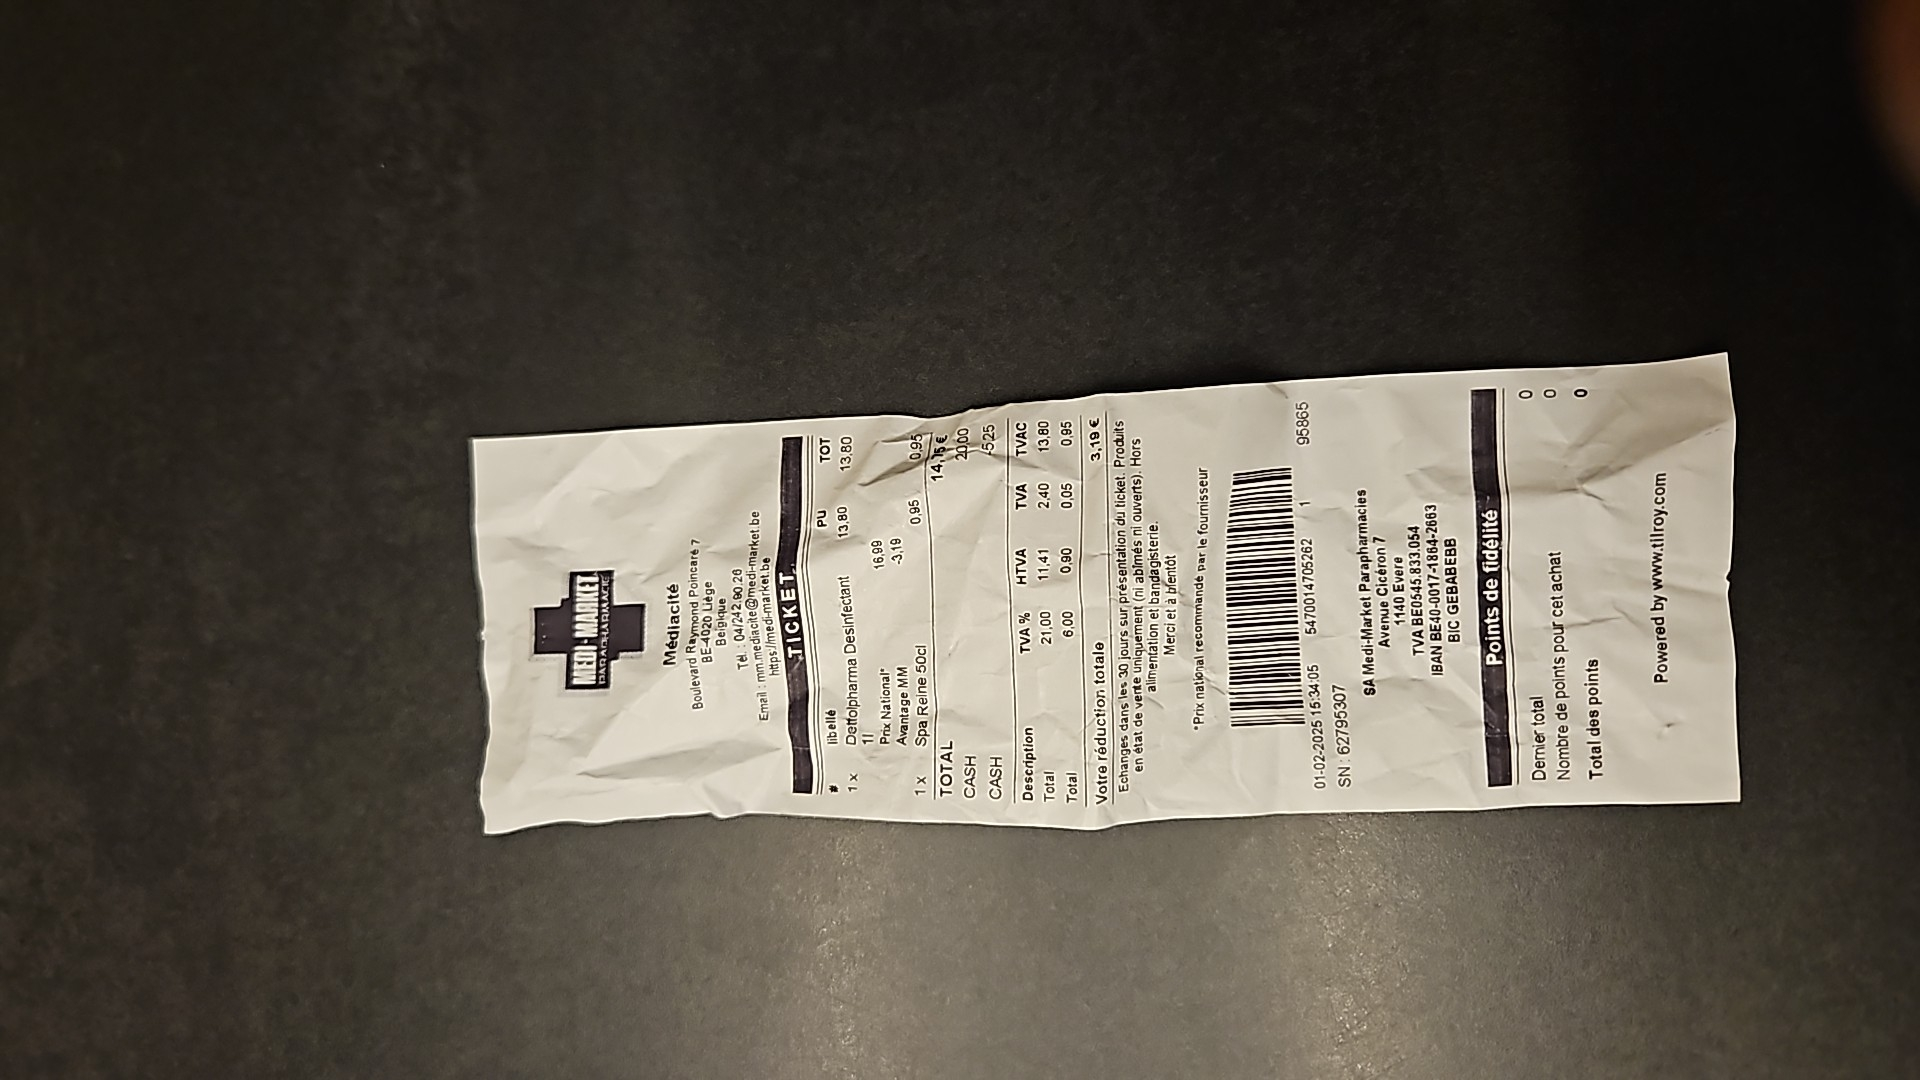 MEDI-MARKET
PARAPHARMACIE
Médiacité
Boulevard Raymond Poincaré 7
BE-4020 Liège
Belgique
Tél. : 04/242.90.26
Email : mm.mediacite@medi-market.be
https://medi-market.be
TICKET
# libellé PU TOT
1 x Dettolpharma Desinfectant 13,80 13,80
1l
Prix National* 16,99
Avantage MM -3,19
1 x Spa Reine 50cl 0,95 0,95
TOTAL 14,75 €
CASH 20,00
CASH -5,25
Description TVA % HTVA TVA TVAC
Total 21,00 11,41 2,40 13,80
Total 6,00 0,90 0,05 0,95
Votre réduction totale 3,19 €
Echanges dans les 30 jours sur présentation du ticket. Produits
en état de vente uniquement (ni abîmés ni ouverts). Hors
alimentation et bandagisterie.
Merci et à bientôt
*Prix national recommandé par le fournisseur
01-02-2025 15:34:05 5470014705262 1 95865
SN : 62795307
SA Medi-Market Parapharmacies
Avenue Cicéron 7
1140 Evere
TVA BE0545.833.054
IBAN BE40-0017-1864-2663
BIC GEBABEBB
Points de fidélité
Dernier total 0
Nombre de points pour cet achat 0
Total des points 0
Powered by www.tilroy.com